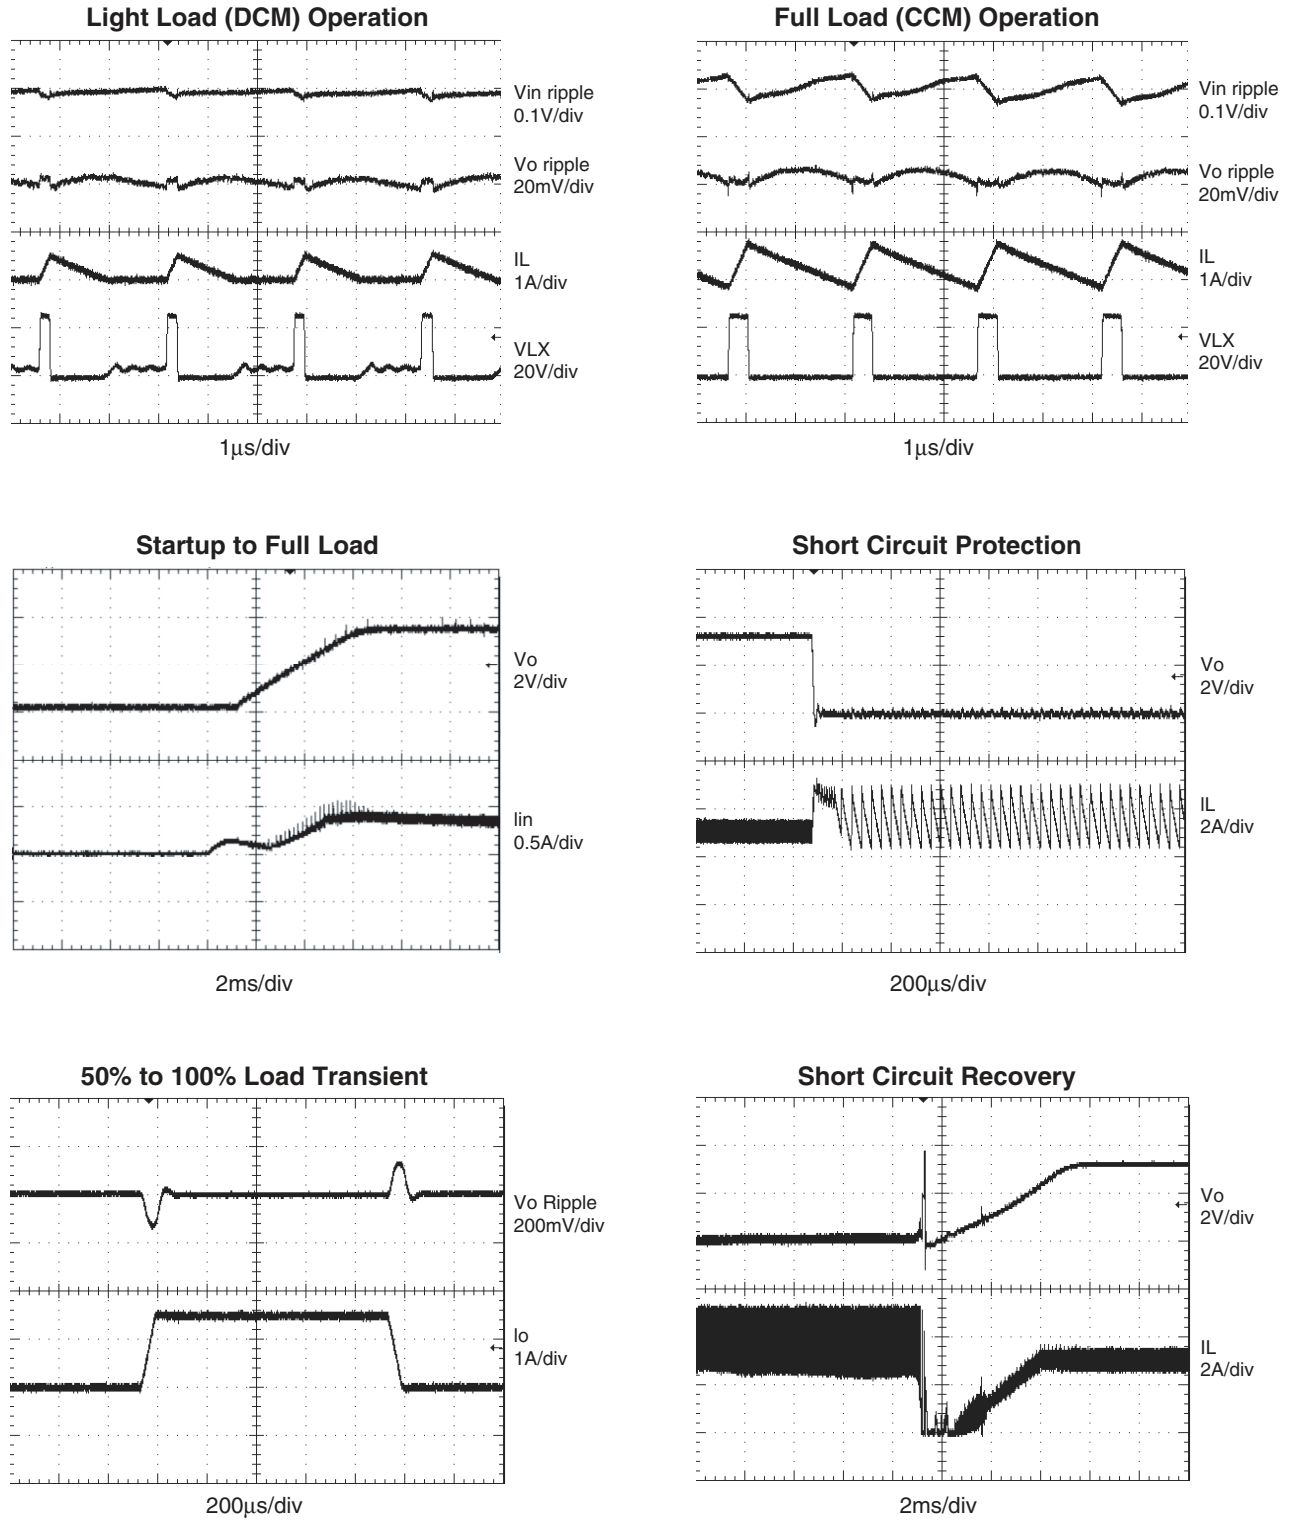 Light Load (DCM) Operation
Vin ripple
0.1V/div
Vo ripple
20mV/div
IL
1A/div
VLX
20V/div
1μs/div
Full Load (CCM) Operation
Vin ripple
0.1V/div
Vo ripple
20mV/div
IL
1A/div
VLX
20V/div
1μs/div
Startup to Full Load
Vo
2V/div
Iin
0.5A/div
2ms/div
Short Circuit Protection
Vo
2V/div
IL
2A/div
200μs/div
50% to 100% Load Transient
Vo Ripple
200mV/div
Io
1A/div
200μs/div
Short Circuit Recovery
Vo
2V/div
IL
2A/div
2ms/div